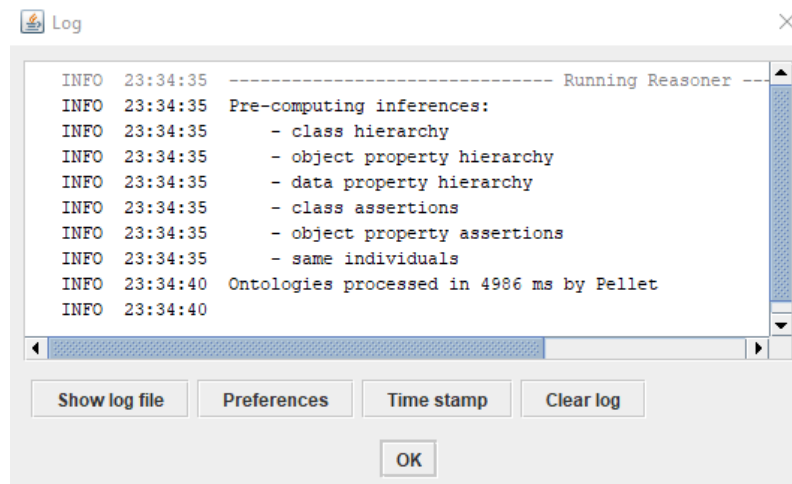 Log
INFO 23:34:35 ------------------------------- Running Reasoner ---
INFO 23:34:35 Pre-computing inferences:
INFO 23:34:35 - class hierarchy
INFO 23:34:35 - object property hierarchy
INFO 23:34:35 - data property hierarchy
INFO 23:34:35 - class assertions
INFO 23:34:35 - object property assertions
INFO 23:34:35 - same individuals
INFO 23:34:40 Ontologies processed in 4986 ms by Pellet
INFO 23:34:40
Show log file Preferences Time stamp Clear log
OK